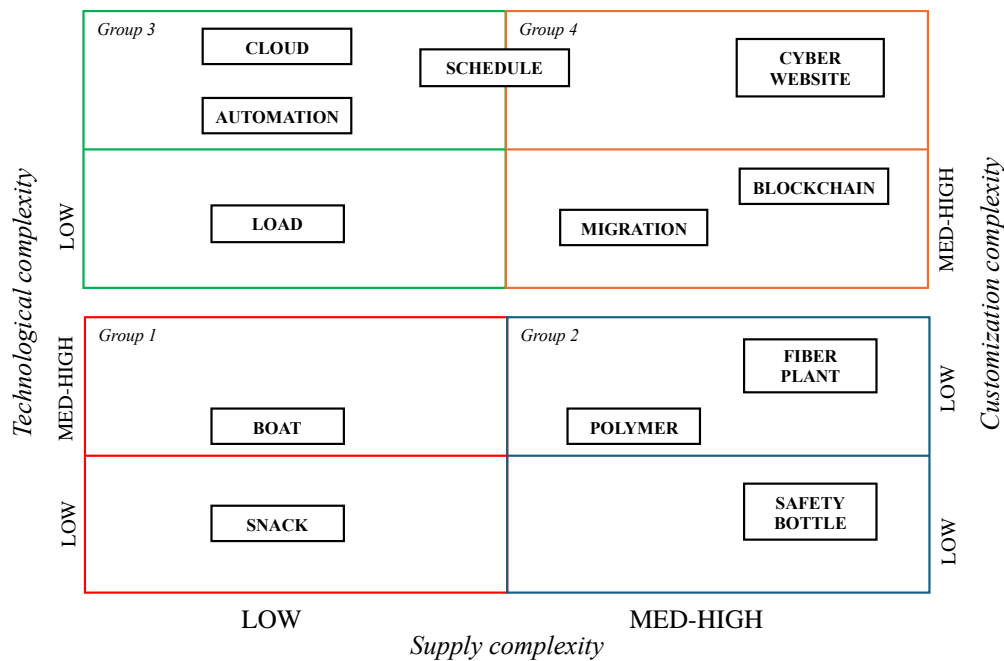 Group 3
Group 4
CLOUD
SCHEDULE
CYBER
WEBSITE
AUTOMATION
BLOCKCHAIN
LOAD
MIGRATION
LOW
MED-HIGH
Technological complexity
Customization complexity
Group 1
Group 2
FIBER
PLANT
MED-HIGH
LOW
BOAT
POLYMER
SNACK
SAFETY
BOTTLE
LOW
LOW
LOW
MED-HIGH
Supply complexity